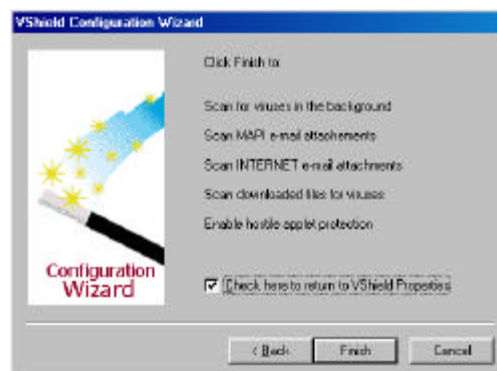 VShield Configuration Wizard
Click Finish to:
Scan for viruses in the background
Scan MAPI e-mail attachements
Scan INTERNET e-mail attachments
Scan downloaded files for viruses
Enable hostile applet protection
Configuration
Wizard
Check here to return to VShield Properties
< Back
Finish
Cancel